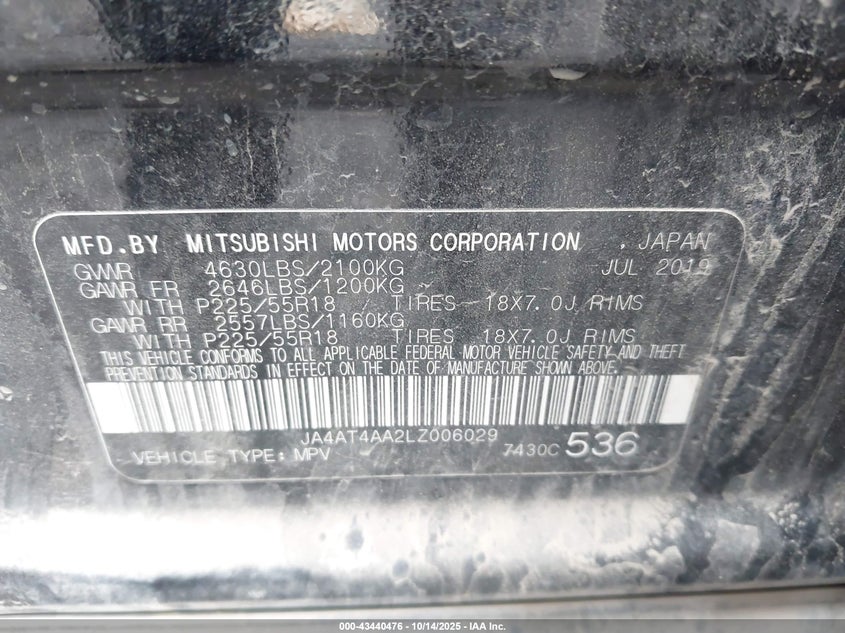 MFD.BY MITSUBISHI MOTORS CORPORATION , JAPAN
GVWR 4630LBS/2100KG JUL 2019
GAWR FR 2646LBS/1200KG
WITH P225/55R18 TIRES - 18X7.0J RIMS
GAWR RR 2557LBS/1160KG
WITH P225/55R18 TIRES 18X7.0J RIMS
THIS VEHICLE CONFORMS TO ALL APPLICABLE FEDERAL MOTOR VEHICLE SAFETY AND THEFT
PREVENTION STANDARDS IN EFFECT ON THE DATE OF MANUFACTURE SHOWN ABOVE.
JA4AT4AA2LZ006029
VEHICLE TYPE: MPV 7430C 536
000-43440476 - 10/14/2025 - IAA Inc.